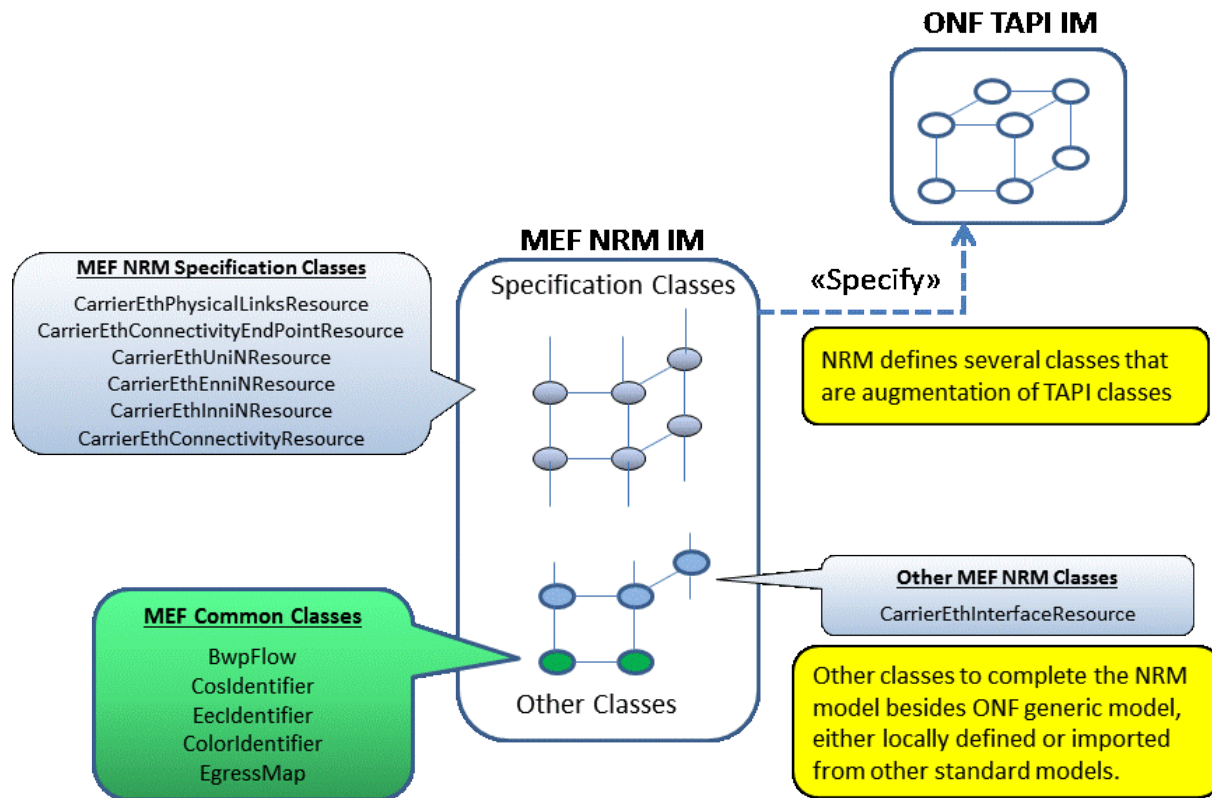 ONF TAPI IM
MEF NRM IM
MEF NRM Specification Classes
CarrierEthPhysicalLinksResource
CarrierEthConnectivityEndPointResource
CarrierEthUniNResource
CarrierEthEnniNResource
CarrierEthInniNResource
CarrierEthConnectivityResource
Specification Classes
«Specify»
NRM defines several classes that
are augmentation of TAPI classes
Other MEF NRM Classes
CarrierEthInterfaceResource
MEF Common Classes
BwpFlow
CosIdentifier
EecIdentifier
ColorIdentifier
EgressMap
Other Classes
Other classes to complete the NRM
model besides ONF generic model,
either locally defined or imported
from other standard models.